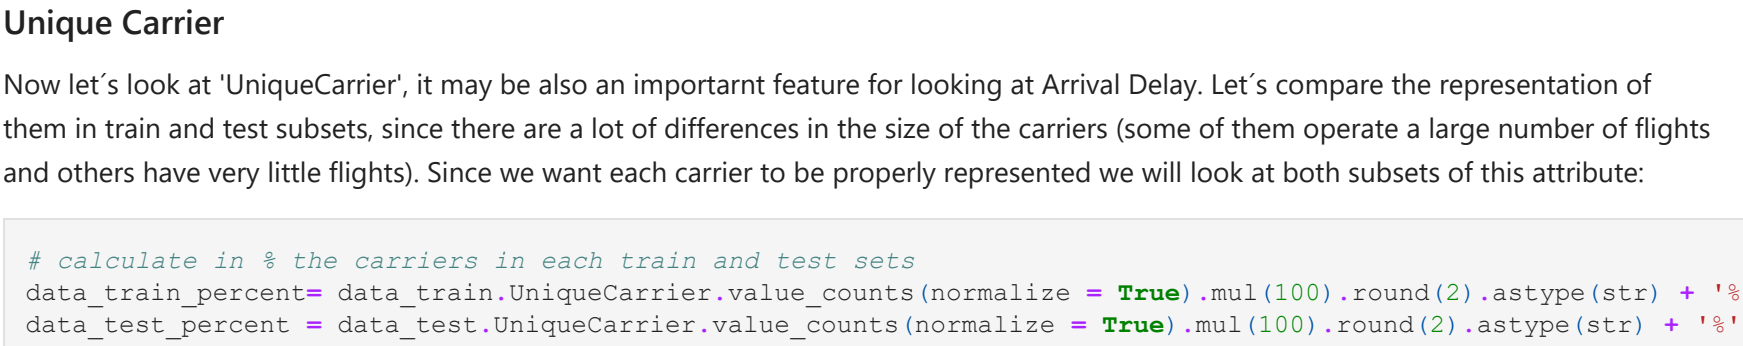 Unique Carrier
Now let´s look at 'UniqueCarrier', it may be also an importarnt feature for looking at Arrival Delay. Let´s compare the representation of
them in train and test subsets, since there are a lot of differences in the size of the carriers (some of them operate a large number of flights
and others have very little flights). Since we want each carrier to be properly represented we will look at both subsets of this attribute:
# calculate in % the carriers in each train and test sets
data_train_percent= data_train.UniqueCarrier.value_counts(normalize = True).mul(100).round(2).astype(str) + '%
data_test_percent = data_test.UniqueCarrier.value_counts(normalize = True).mul(100).round(2).astype(str) + '%'